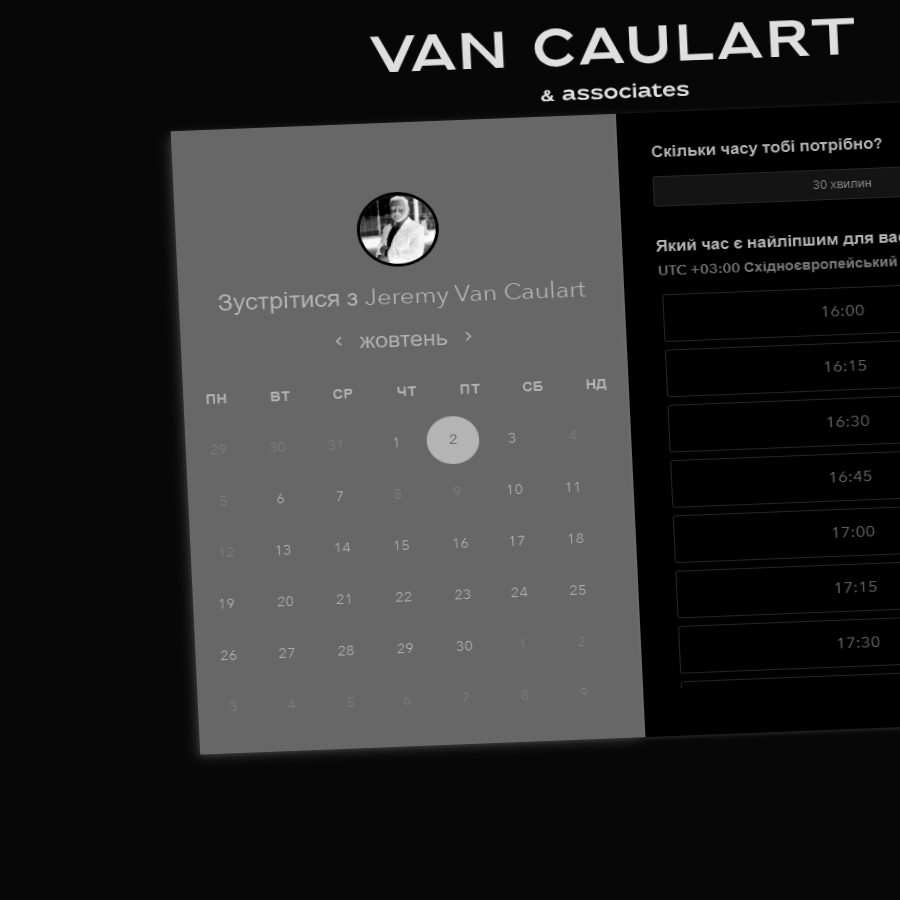 VAN CAULART
& associates
Зустрітися з Jeremy Van Caulart
жовтень
ПН ВТ СР ЧТ ПТ СБ НД
29 30 31 1 2 3 4
5 6 7 8 9 10 11
12 13 14 15 16 17 18
19 20 21 22 23 24 25
26 27 28 29 30 1 2
3 4 5 6 7 8 9
Скільки часу тобі потрібно?
30 хвилин
Який час є найліпшим для
UTC +03:00 Східноєвропейський
16:00
16:15
16:30
16:45
17:00
17:15
17:30